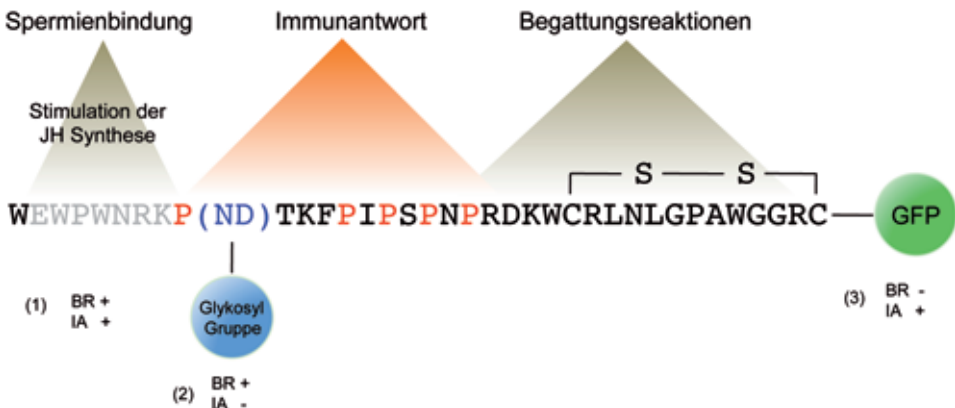 Spermienbindung Immunantwort Begattungsreaktionen
Stimulation der
JH Synthese
S S
WEWPWNRKP(ND)TKFPIPSPNPRDKWCRLNLGPAWGGRC
GFP
Glykosyl
Gruppe
(1) BR +
IA +
(2) BR +
IA -
(3) BR -
IA +